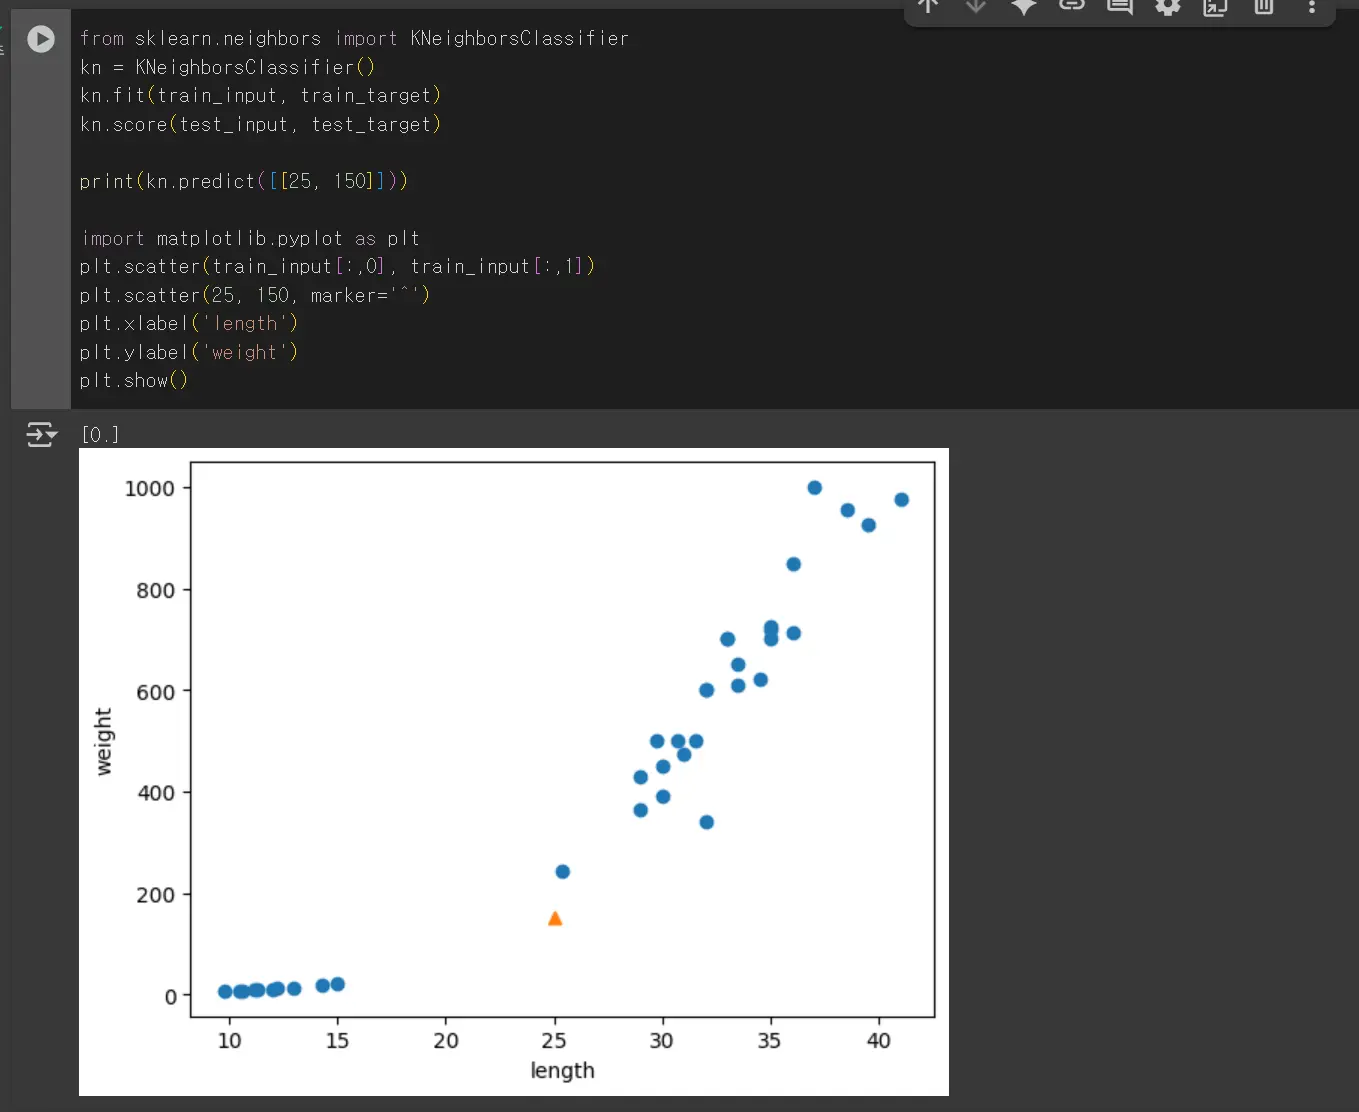 from sklearn.neighbors import KNeighborsClassifier
kn = KNeighborsClassifier()
kn.fit(train_input, train_target)
kn.score(test_input, test_target)
print(kn.predict([[25, 150]]))
import matplotlib.pyplot as plt
plt.scatter(train_input[:,0], train_input[:,1])
plt.scatter(25, 150, marker='^')
plt.xlabel('length')
plt.ylabel('weight')
plt.show()
[0.]
1000
800
600
400
200
0
weight
10 15 20 25 30 35 40
length